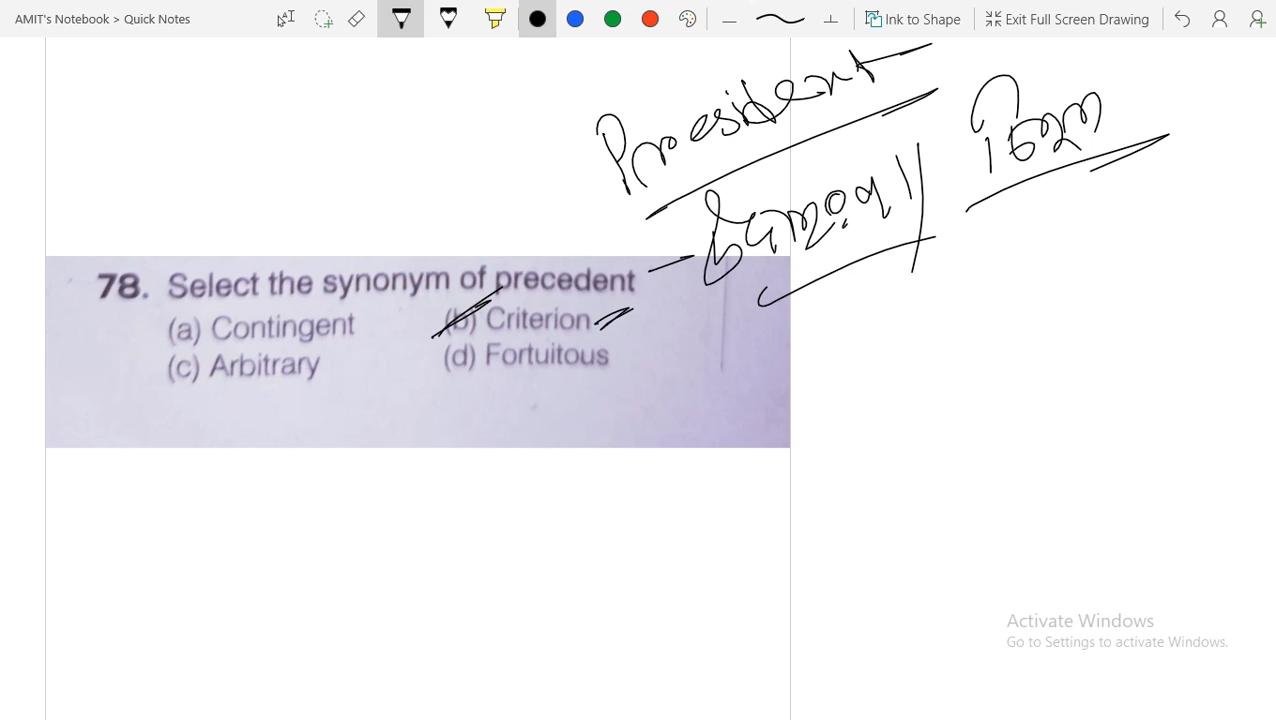 AMIT's Notebook > Quick Notes
Ink to Shape
Exit Full Screen Drawing
President
78. Select the synonym of precedent
(a) Contingent (b) Criterion
(c) Arbitrary (d) Fortuitous
Activate Windows
Go to Settings to activate Windows.